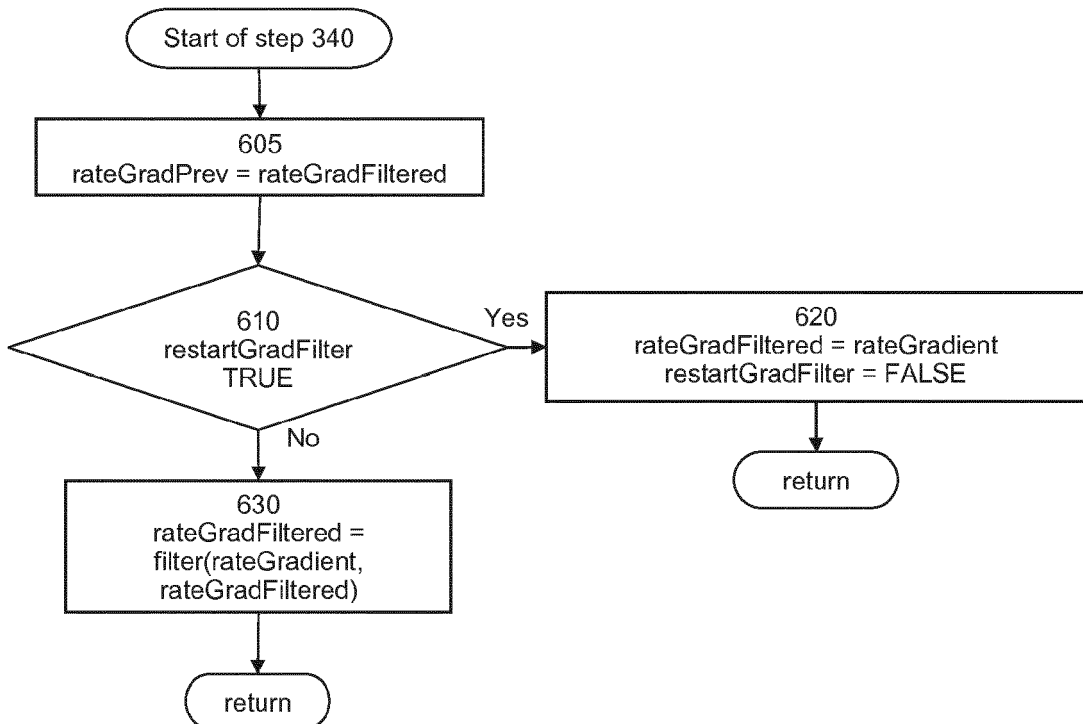 Start of step 340
605
rateGradPrev = rateGradFiltered
610
restartGradFilter
TRUE
Yes
620
rateGradFiltered = rateGradient
restartGradFilter = FALSE
return
No
630
rateGradFiltered =
filter(rateGradient,
rateGradFiltered)
return